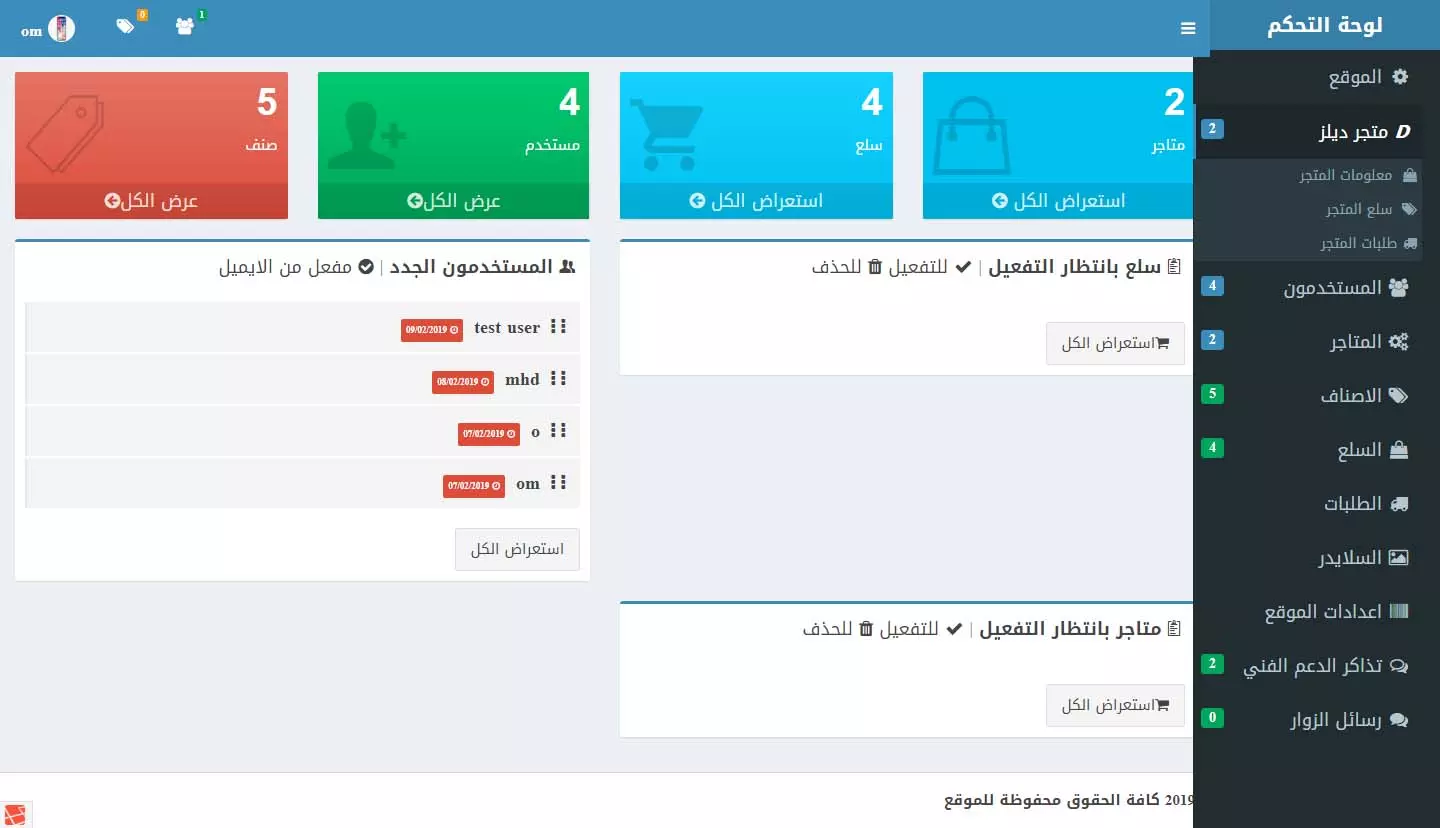 لوحة التحكم
1
0
om
الموقع
متجر ديلز
2
معلومات المتجر
سلع المتجر
طلبات المتجر
المستخدمون
4
المتاجر
2
الاصناف
5
السلع
4
الطلبات
السلايدر
اعدادات الموقع
تذاكر الدعم الفني
2
رسائل الزوار
0
2
متاجر
استعراض الكل
4
سلع
استعراض الكل
4
مستخدم
عرض الكل
5
صنف
عرض الكل
سلع بانتظار التفعيل | للتفعيل للحذف
استعراض الكل
المستخدمون الجدد | مفعل من الايميل
test user 09/02/2019
mhd 08/02/2019
o 07/02/2019
om 07/02/2019
استعراض الكل
متاجر بانتظار التفعيل | للتفعيل للحذف
استعراض الكل
2019 كافة الحقوق محفوظة للموقع